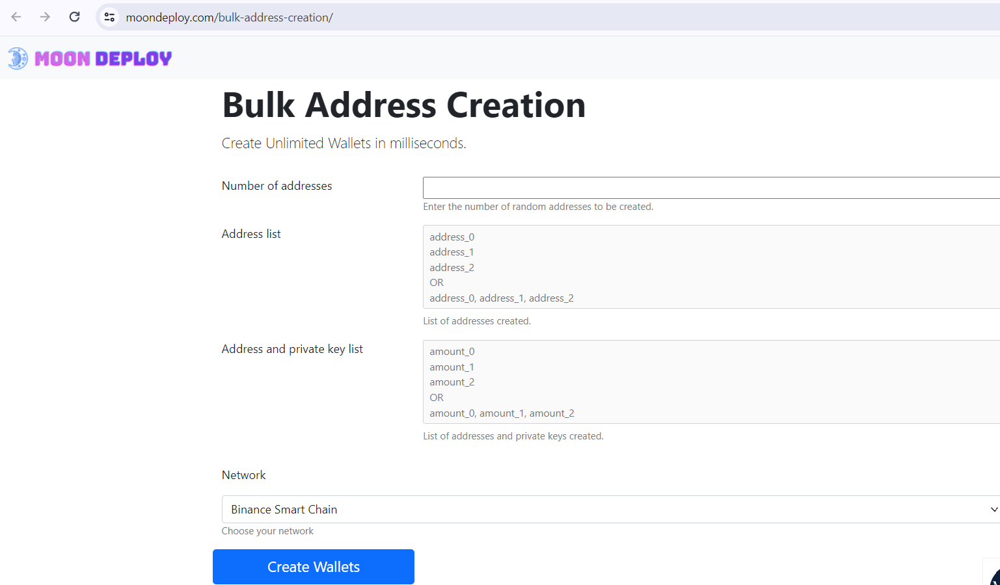 moondeploy.com/bulk-address-creation/
MOON DEPLOY
Bulk Address Creation
Create Unlimited Wallets in milliseconds.
Number of addresses
Enter the number of random addresses to be created.
Address list
address_0
address_1
address_2
OR
address_0, address_1, address_2
List of addresses created.
Address and private key list
amount_0
amount_1
amount_2
OR
amount_0, amount_1, amount_2
List of addresses and private keys created.
Network
Binance Smart Chain
Choose your network
Create Wallets